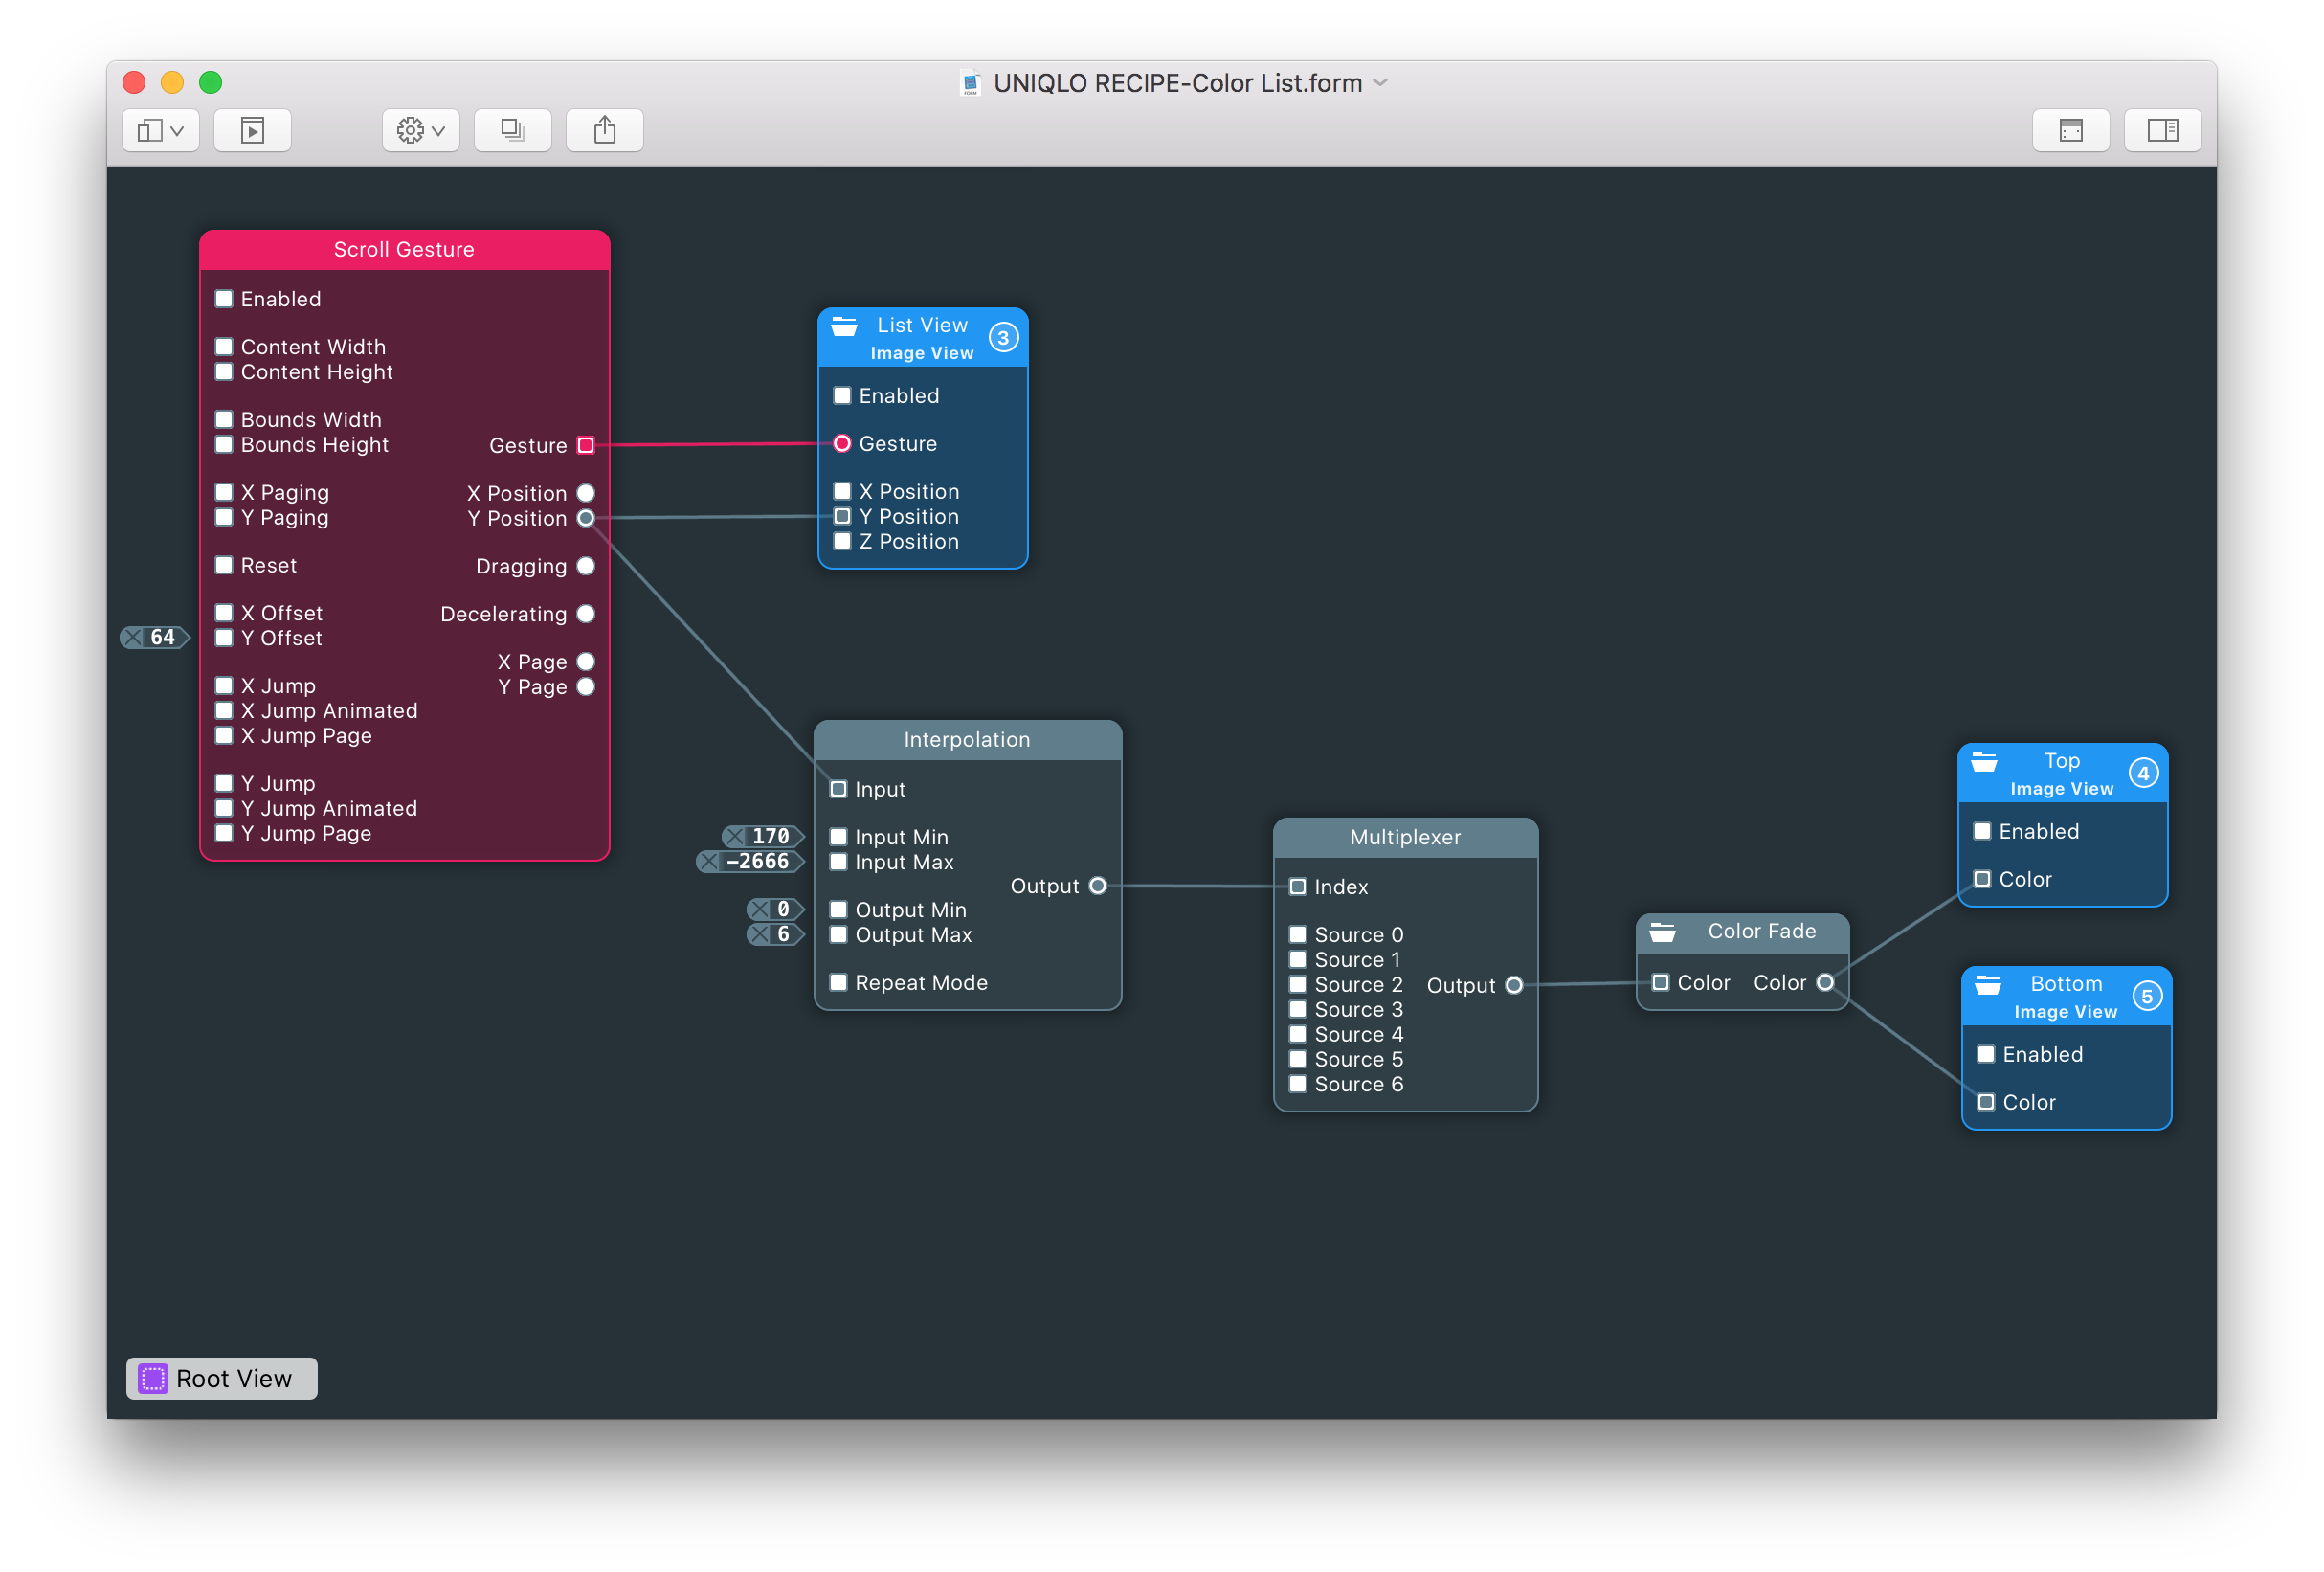 UNIQLO RECIPE-Color List.form
Scroll Gesture
Enabled
Content Width
Content Height
Bounds Width
Bounds Height
Gesture
X Paging
X Position
Y Paging
Y Position
Reset
Dragging
X Offset
Decelerating
64
Y Offset
X Page
X Jump
Y Page
X Jump Animated
X Jump Page
Y Jump
Y Jump Animated
Y Jump Page
List View
Image View
3
Enabled
Gesture
X Position
Y Position
Z Position
Interpolation
Input
170
Input Min
−2666
Input Max
Output
0
Output Min
6
Output Max
Repeat Mode
Multiplexer
Index
Source 0
Source 1
Source 2
Output
Source 3
Source 4
Source 5
Source 6
Color Fade
Color
Color
Top
Image View
4
Enabled
Color
Bottom
Image View
5
Enabled
Color
Root View